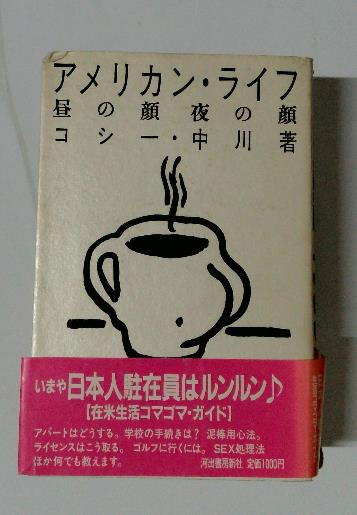 アメリカン・ライフ
昼の顔夜の顔
コシー・中川著
いまや日本人駐在員はルンルン♪
【在米生活コマゴマ・ガイド】
アパートはどうする。学校の手続きは？泥棒用心法。
ライセンスはこう取る。ゴルフに行くには。SEX処理法
ほか何でも教えます。
河出書房新社 定価1000円